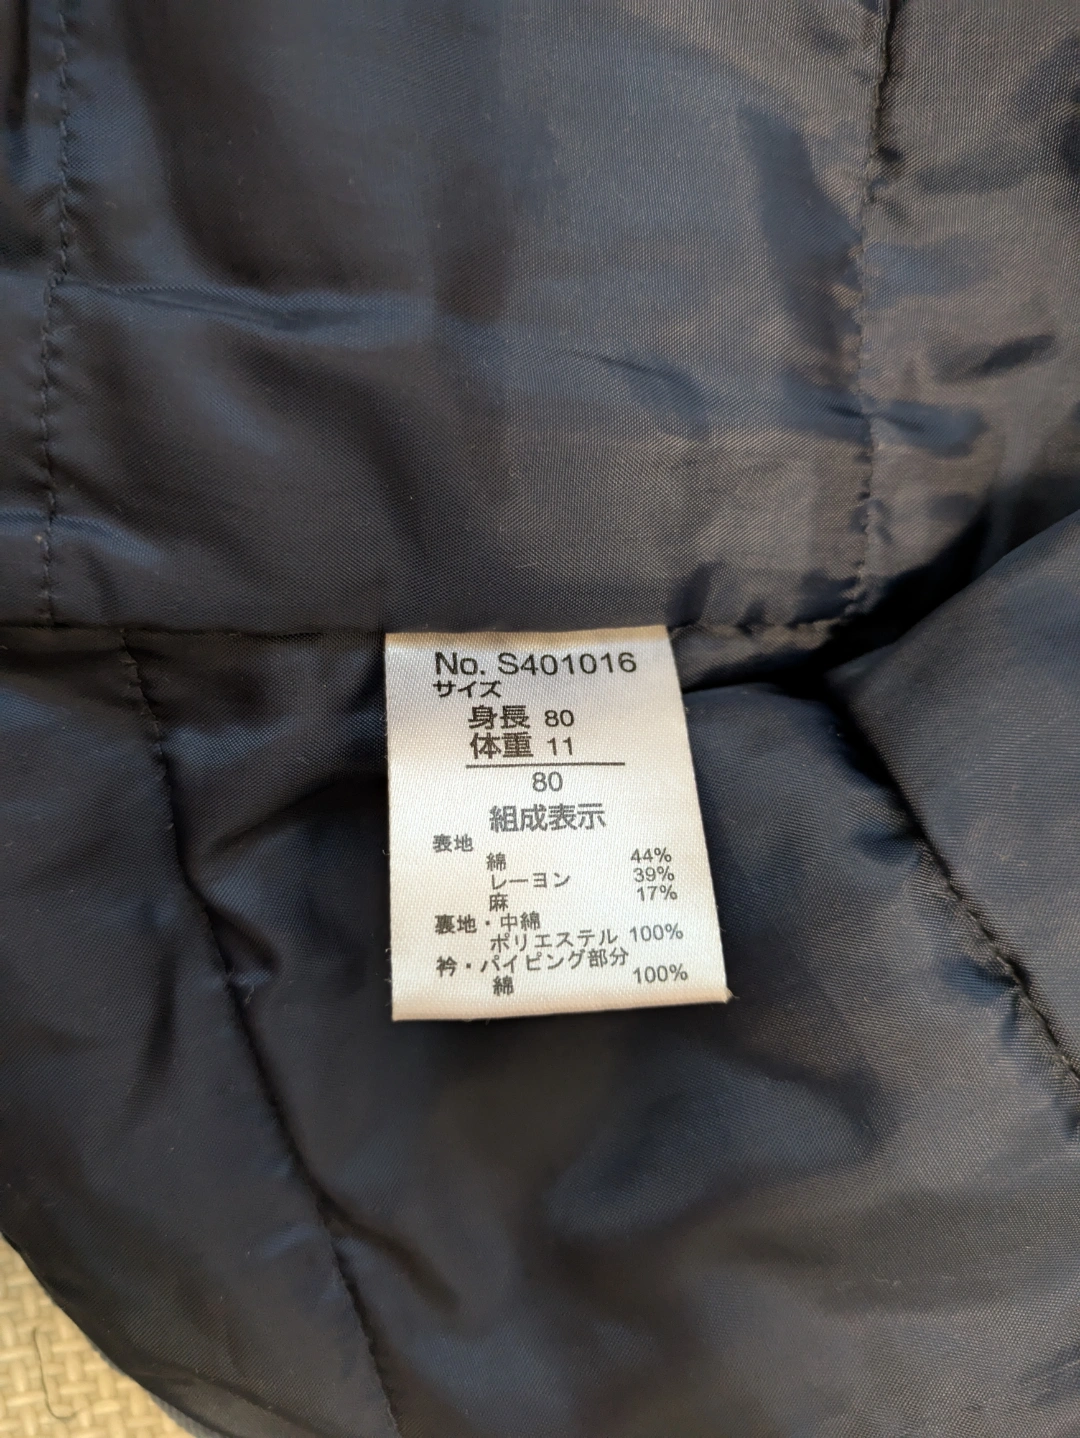 No. S401016
サイズ
身長 80
体重 11
80
組成表示
表地
綿 44%
レーヨン 39%
麻 17%
裏地・中綿
ポリエステル 100%
衿・パイピング部分
綿 100%